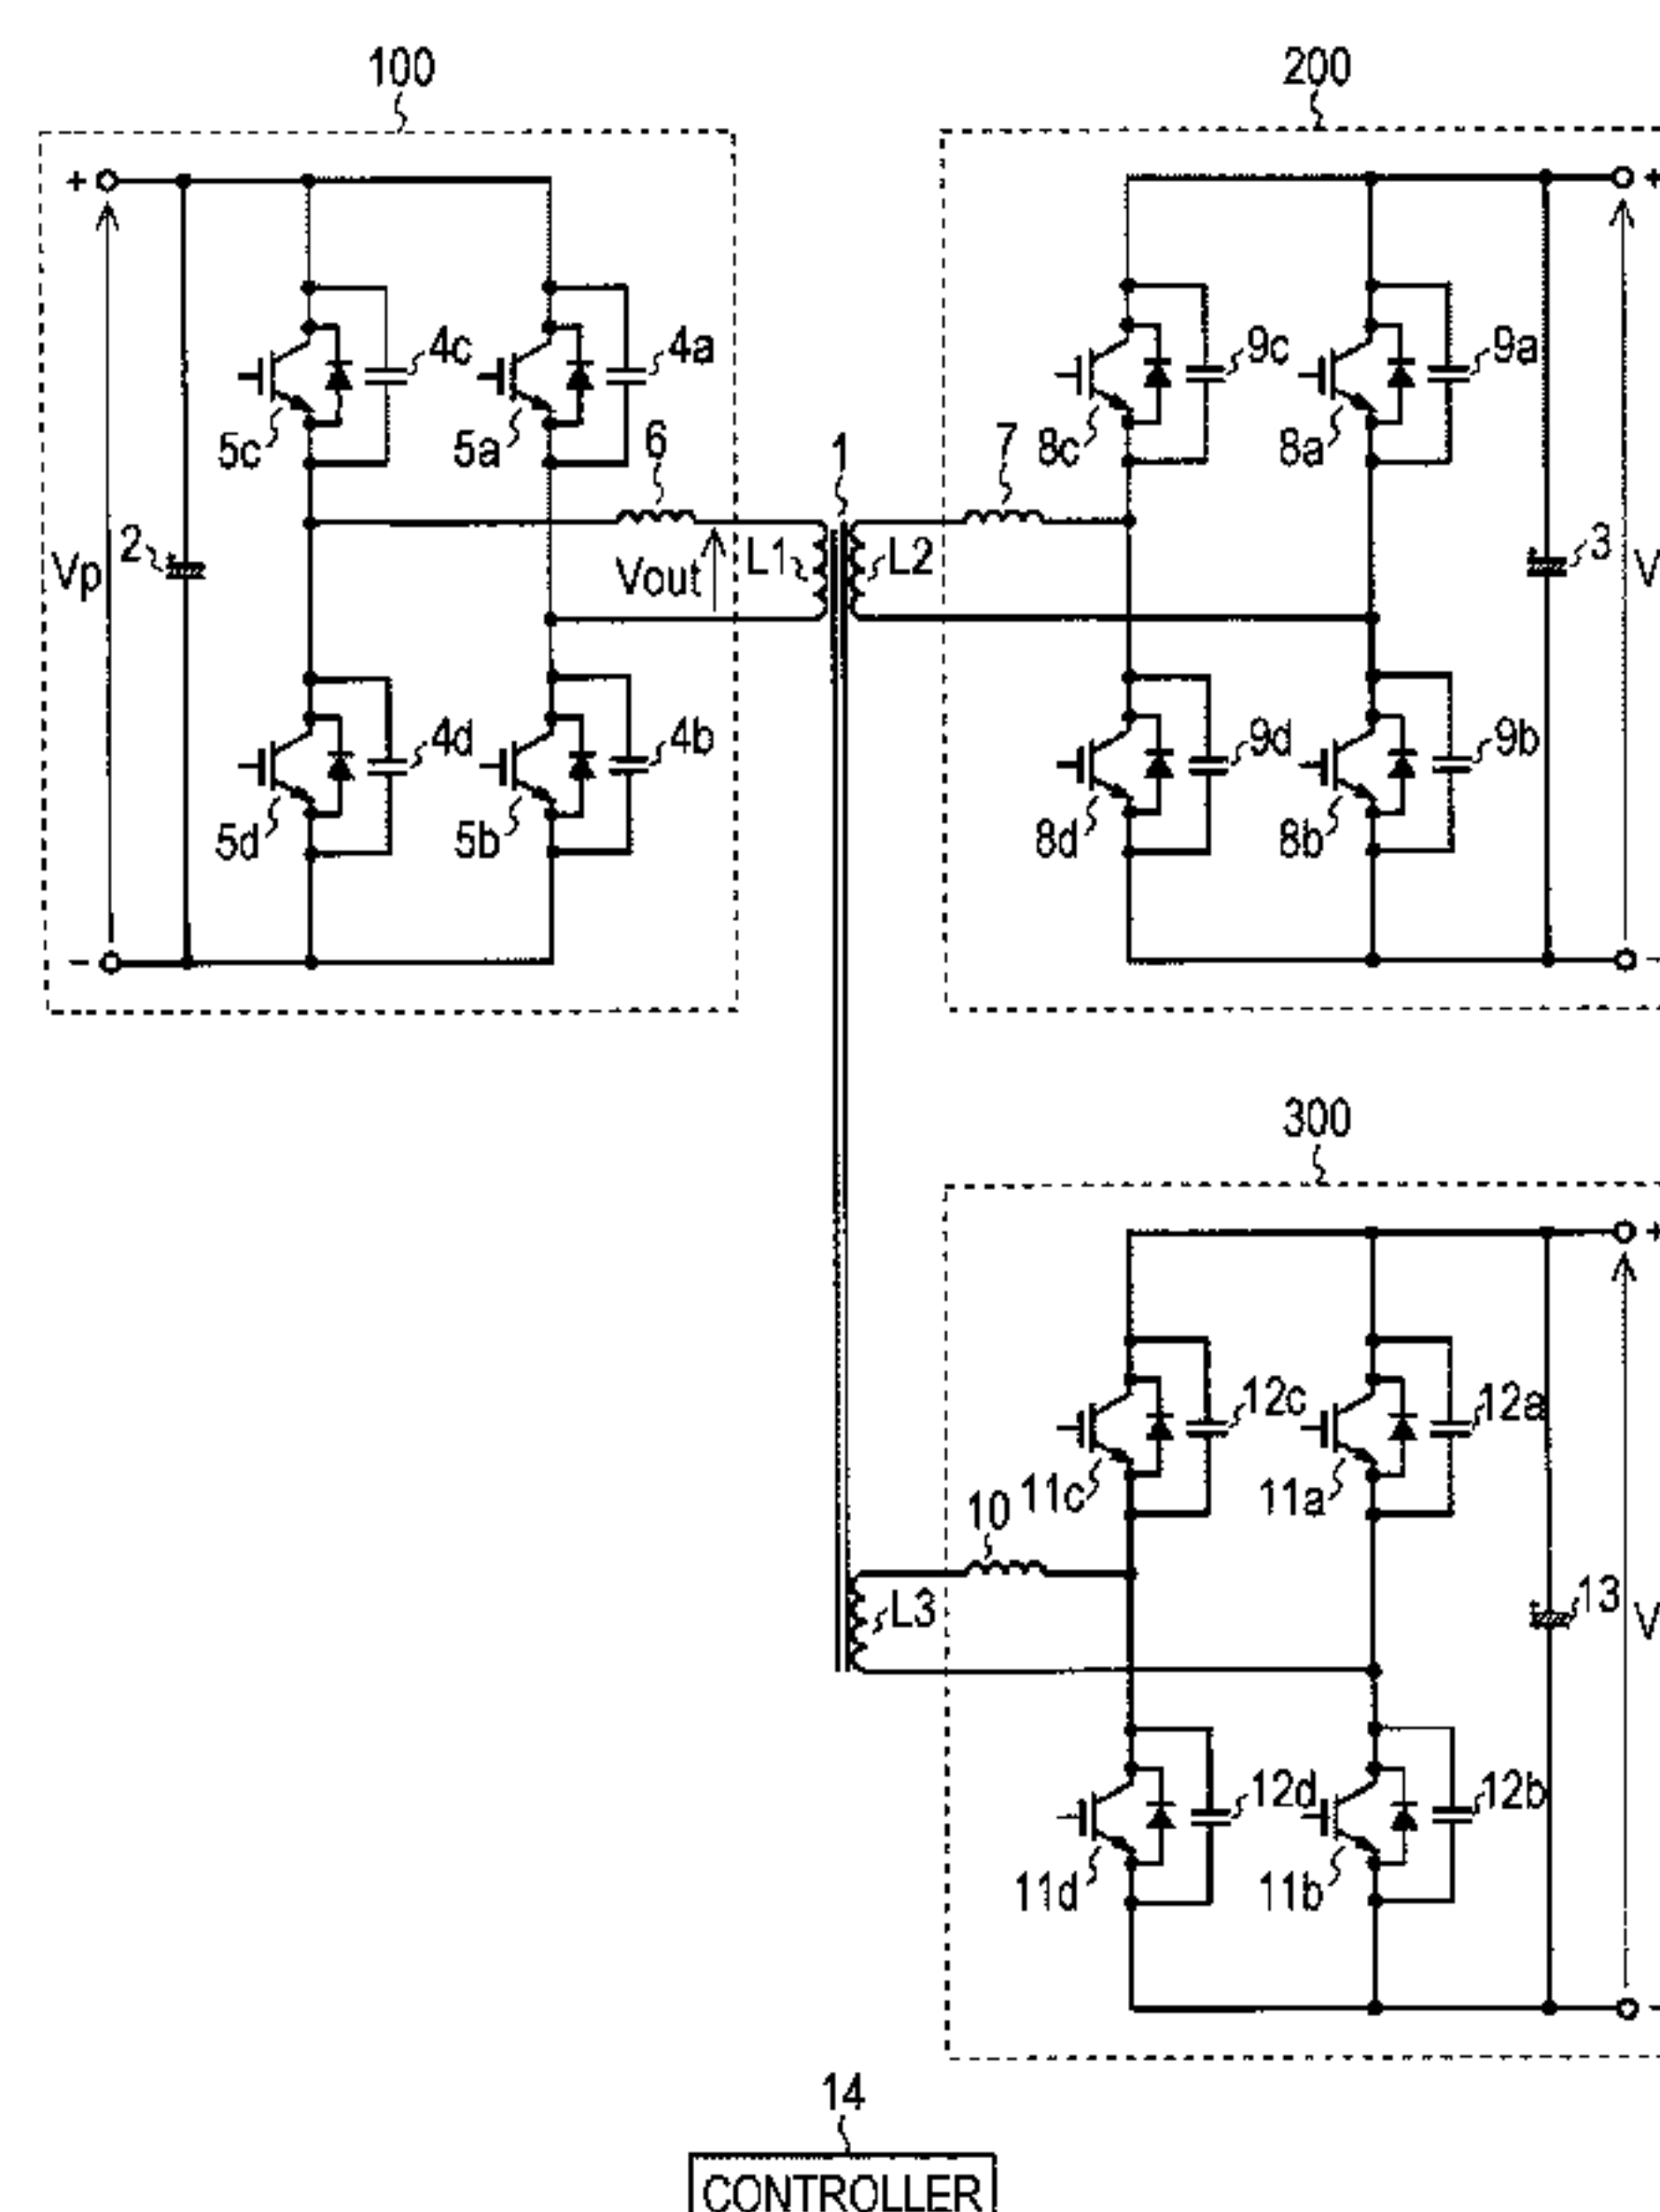 100
200
+
+
4c
4a
9c
9a
5c
5a
6
1
7
8c
8a
Vp
2
Vout
L1
L2
3
V
4d
4b
9d
9b
5d
5b
8d
8b
−
−
300
+
12c
12a
11c
11a
10
L3
13
V
12d
12b
11d
11b
−
14
CONTROLLER